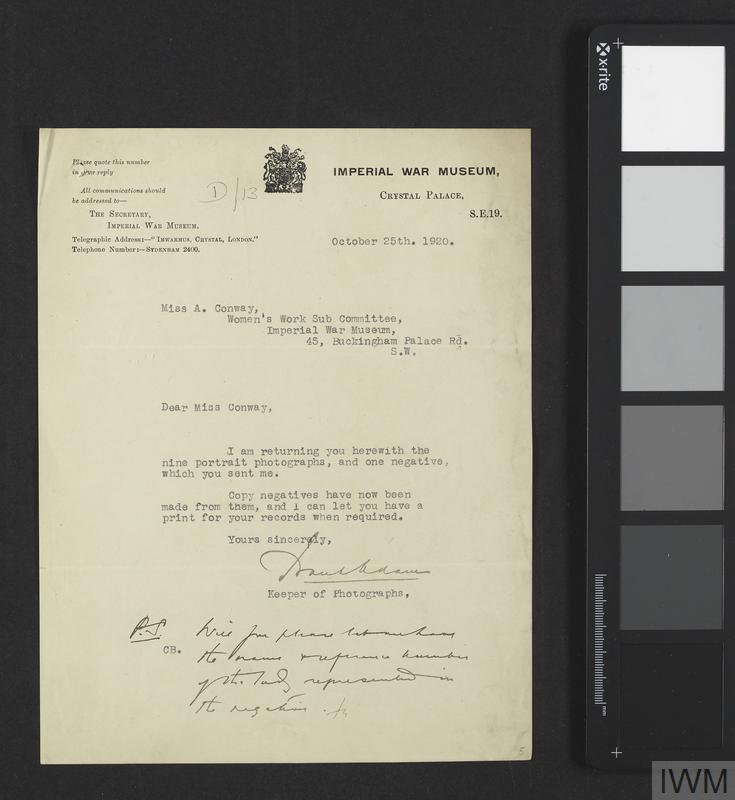 Please quote this number
in your reply
All communications should
be addressed to—
The Secretary,
Imperial War Museum.
Telegraphic Address:—"Imwarmus, Crystal, London."
Telephone Number:—Sydenham 2400.
D/13
IMPERIAL WAR MUSEUM,
Crystal Palace,
S.E.19.
October 25th. 1920.
Miss A. Conway,
Women's Work Sub Committee,
Imperial War Museum,
45, Buckingham Palace Rd.
S.W.
Dear Miss Conway,
I am returning you herewith the
nine portrait photographs, and one negative,
which you sent me.
Copy negatives have now been
made from them, and I can let you have a
print for your records when required.
Yours sincerely,
Keeper of Photographs,
P.S. Will you please let me have
CB.
the name & reference number
of the lady represented in
the negative.
5
x-rite
mm
IWM